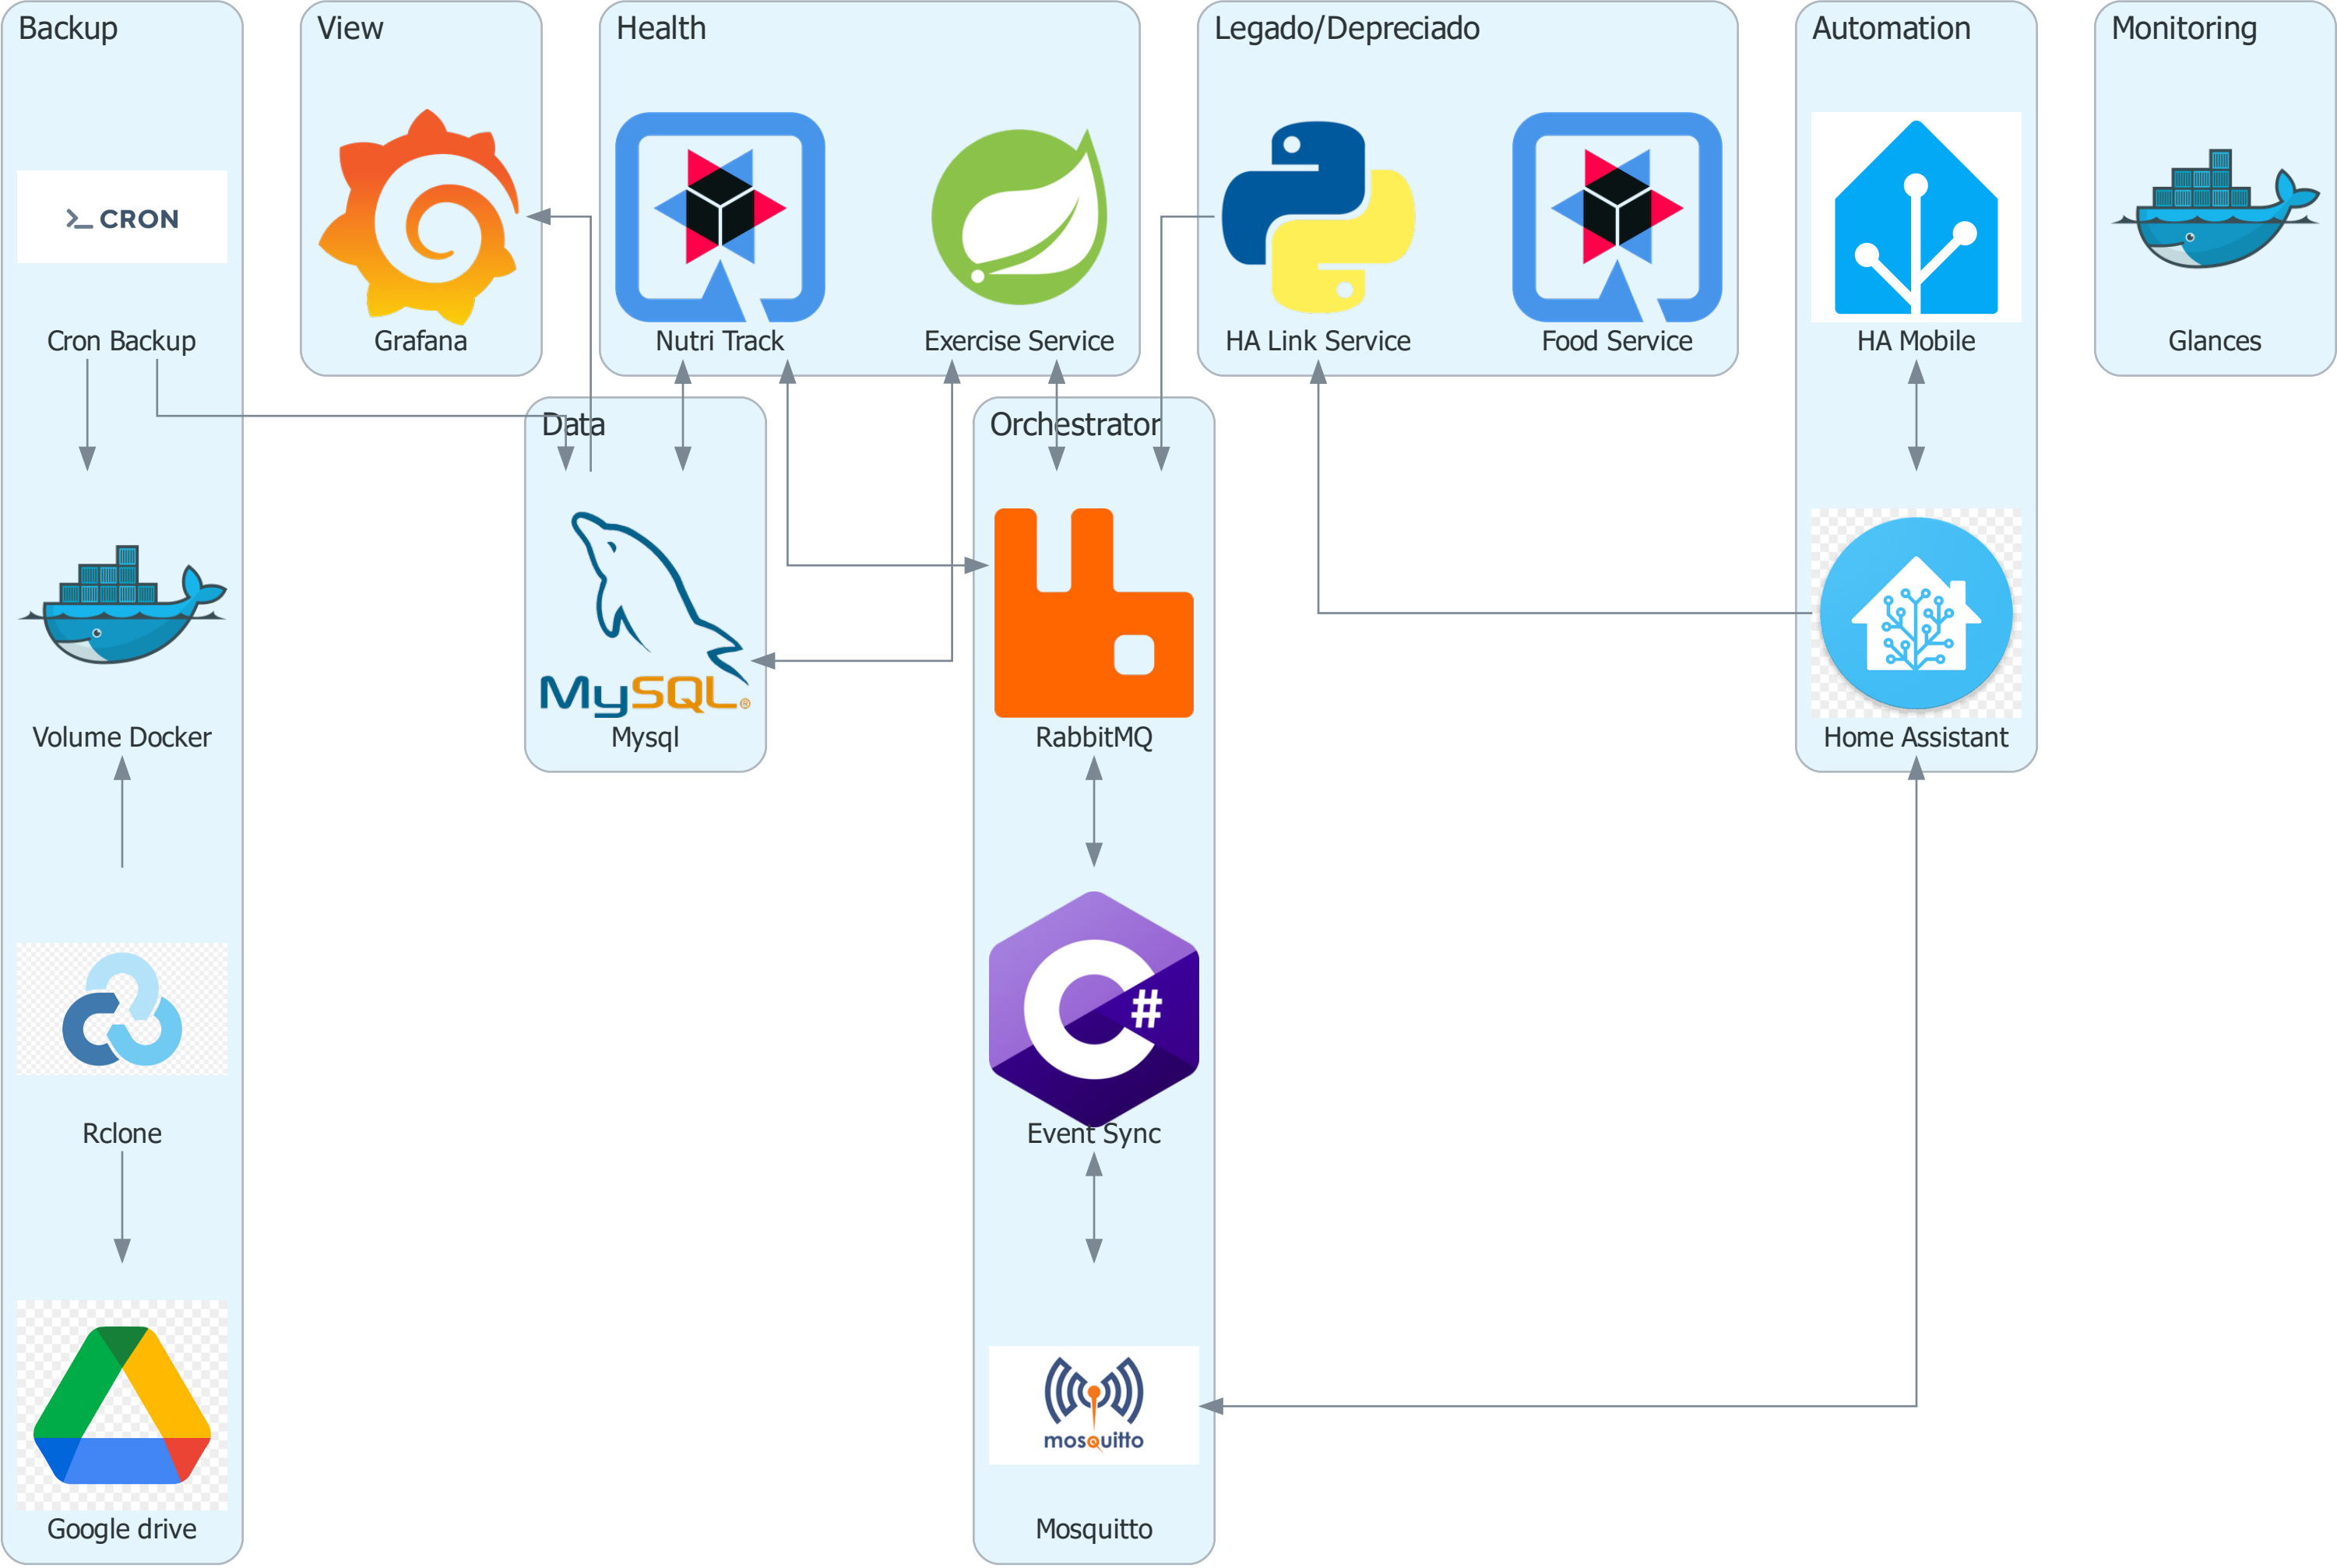 Backup
View
Health
Legado/Depreciado
Automation
Monitoring
CRON
Cron Backup
Grafana
Nutri Track
Exercise Service
HA Link Service
Food Service
HA Mobile
Glances
Data
Orchestrator
MySQL®
Volume Docker
Mysql
RabbitMQ
Home Assistant
C#
Rclone
Event Sync
mosquitto
Google drive
Mosquitto